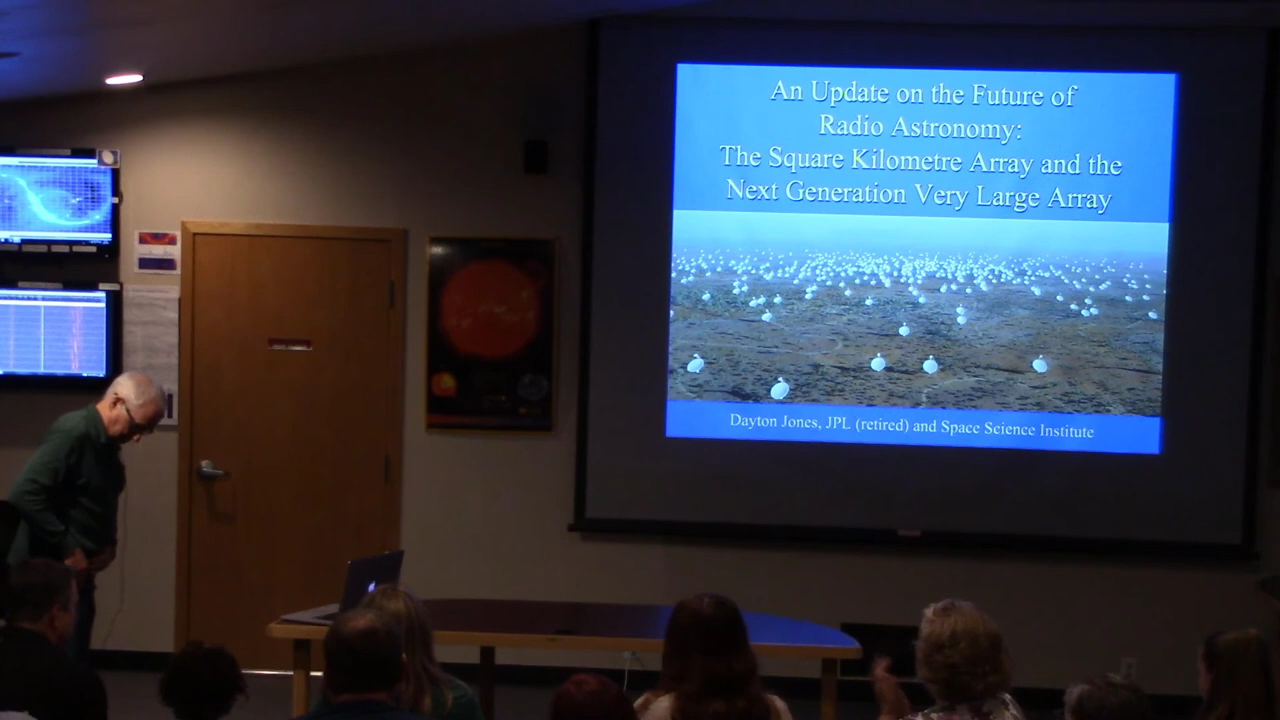 An Update on the Future of
Radio Astronomy:
The Square Kilometre Array and the
Next Generation Very Large Array
Dayton Jones, JPL (retired) and Space Science Institute